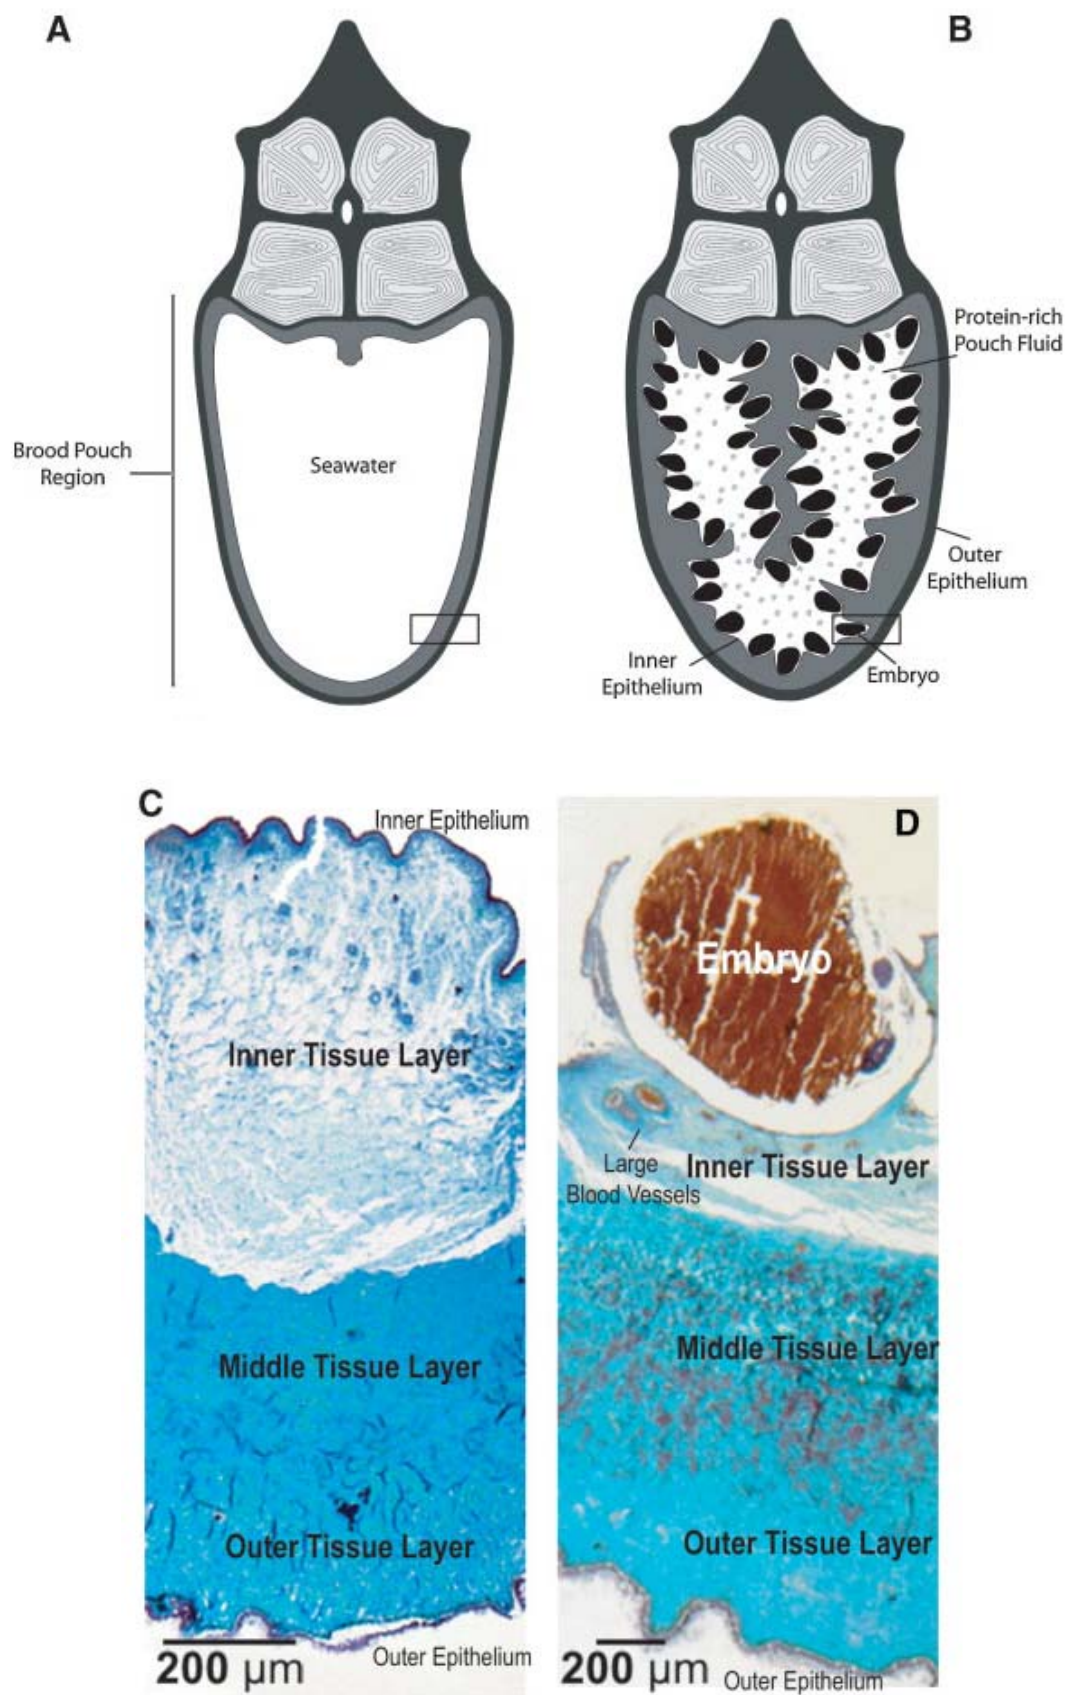 A
B
Protein-rich
Pouch Fluid
Brood Pouch
Region
Seawater
Outer
Epithelium
Inner
Epithelium
Embryo
C
Inner Epithelium
D
Embryo
Inner Tissue Layer
Large
Blood Vessels
Inner Tissue Layer
Middle Tissue Layer
Middle Tissue Layer
Outer Tissue Layer
Outer Tissue Layer
200 µm
Outer Epithelium
200 µm
Outer Epithelium